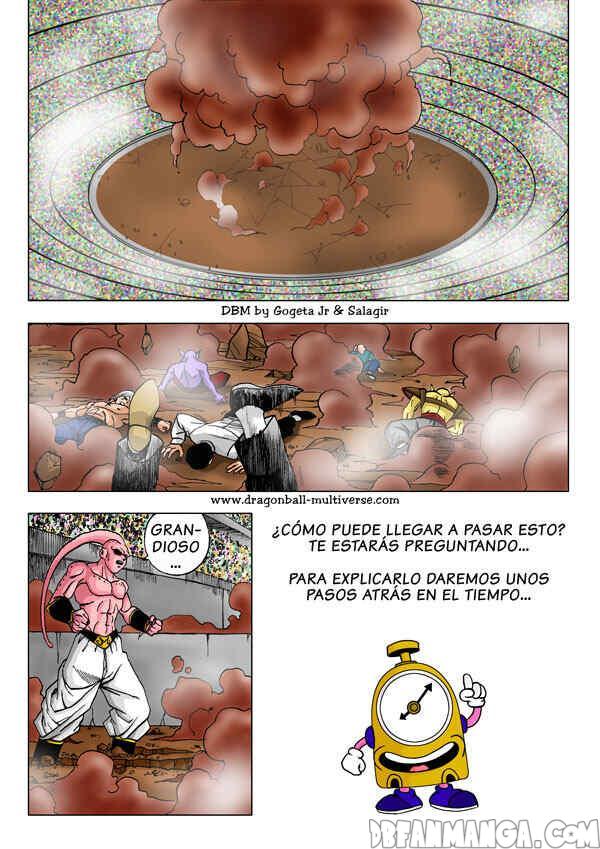 DBM by Gogeta Jr & Salagir
www.dragonball-multiverse.com
GRAN-
DIOSO
...
¿CÓMO PUEDE LLEGAR A PASAR ESTO?
TE ESTARÁS PREGUNTANDO...
PARA EXPLICARLO DAREMOS UNOS
PASOS ATRÁS EN EL TIEMPO...
DBFANMANGA.COM